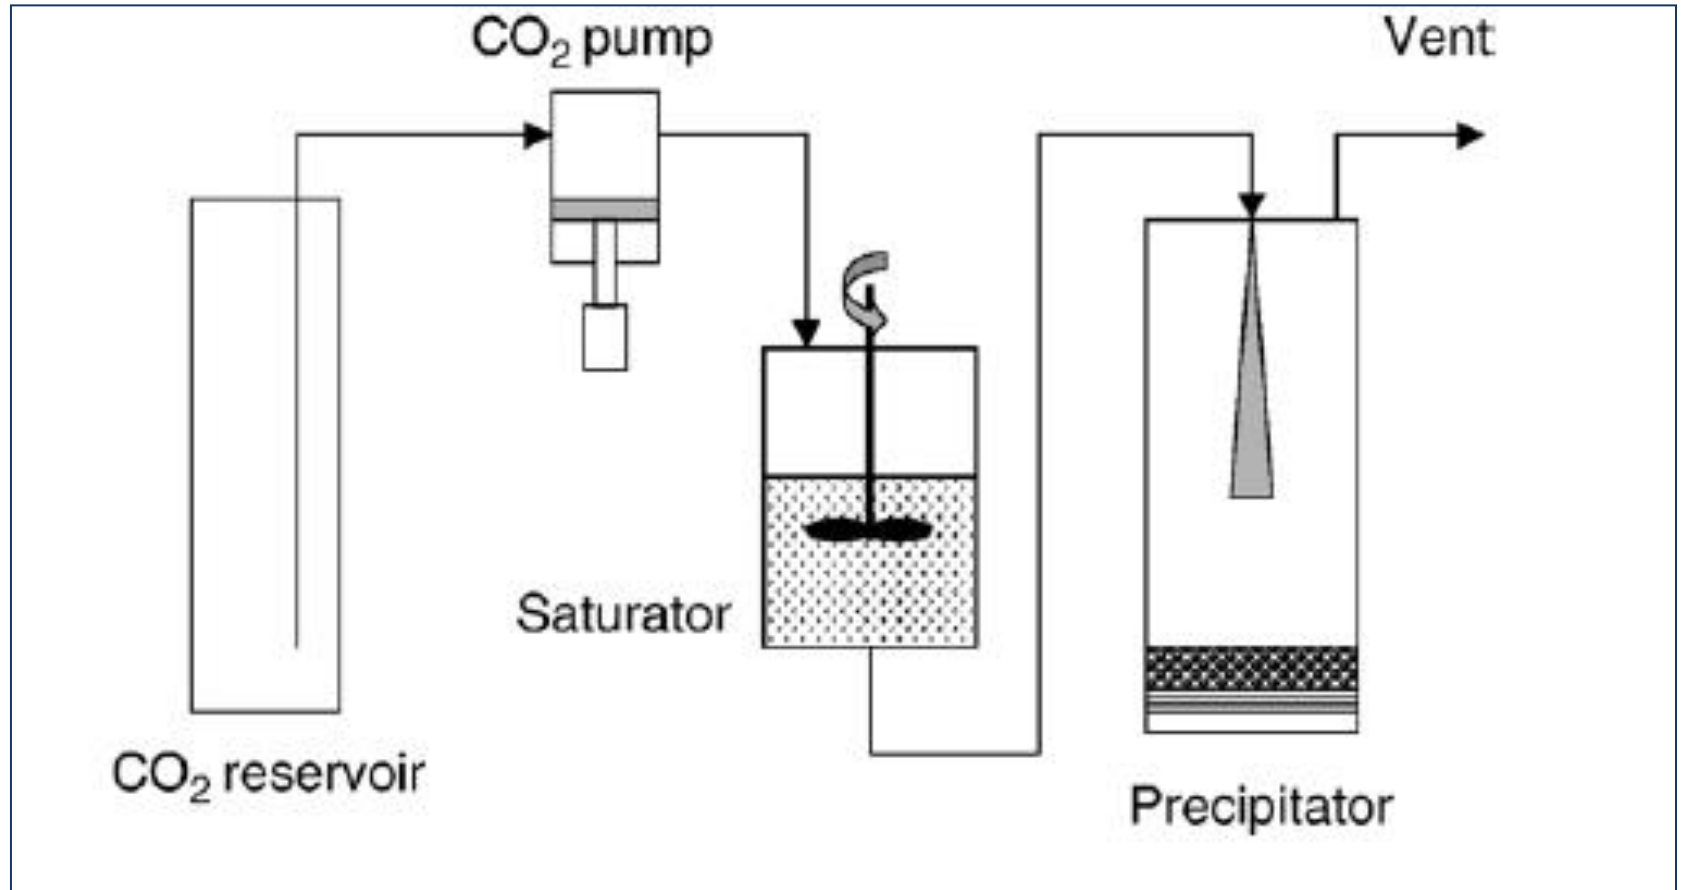 CO₂ pump
Vent
Saturator
CO₂ reservoir
Precipitator